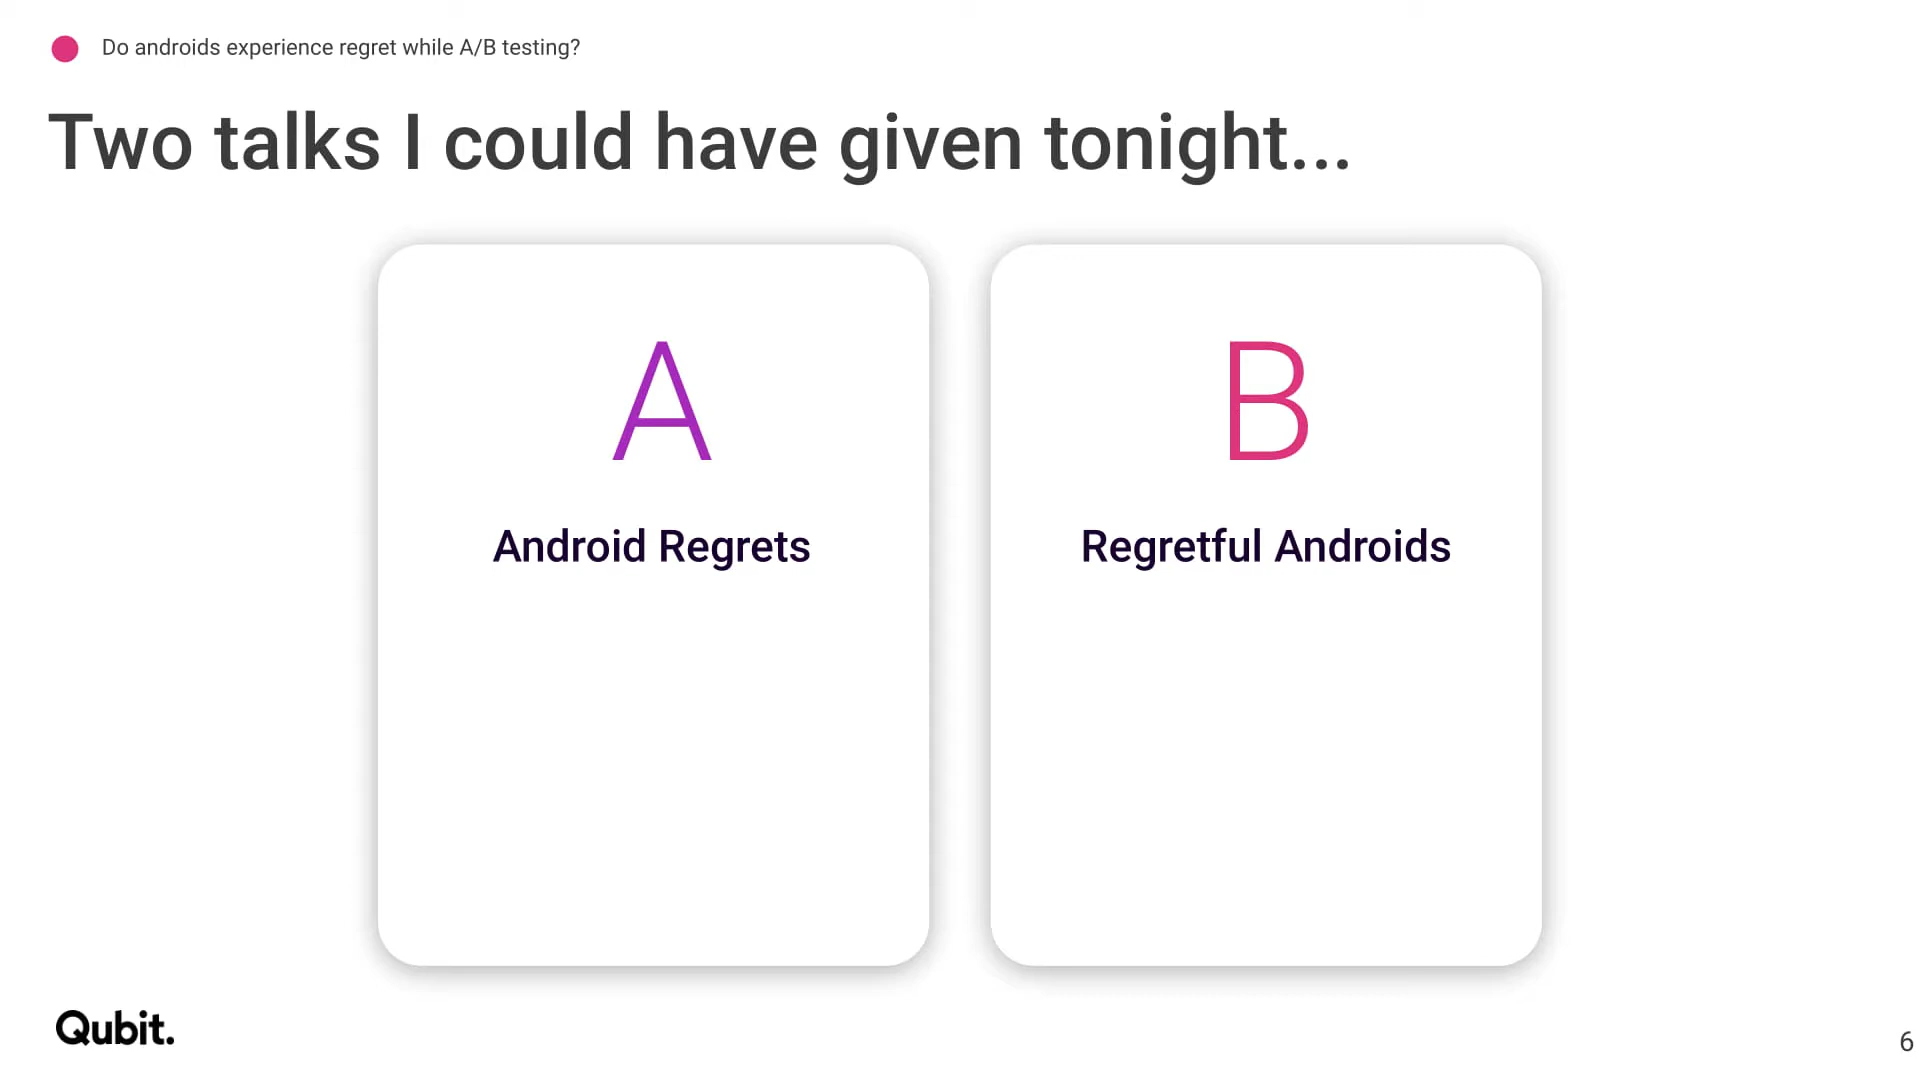 Do androids experience regret while A/B testing?
Two talks I could have given tonight...
A
Android Regrets
B
Regretful Androids
Qubit.
6